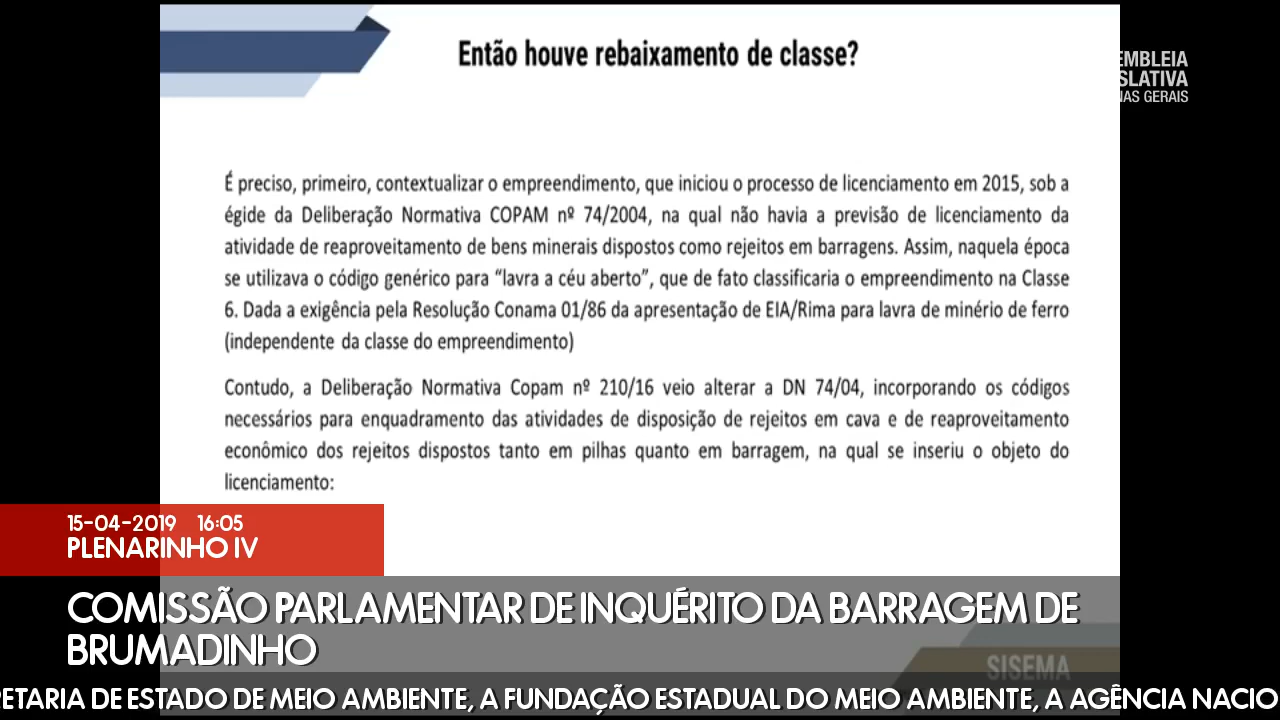 Então houve rebaixamento de classe?
EMBLEIA
SLATIVA
NAS GERAIS
É preciso, primeiro, contextualizar o empreendimento, que iniciou o processo de licenciamento em 2015, sob a
égide da Deliberação Normativa COPAM nº 74/2004, na qual não havia a previsão de licenciamento da
atividade de reaproveitamento de bens minerais dispostos como rejeitos em barragens. Assim, naquela época
se utilizava o código genérico para “lavra a céu aberto”, que de fato classificaria o empreendimento na Classe
6. Dada a exigência pela Resolução Conama 01/86 da apresentação de EIA/Rima para lavra de minério de ferro
(independente da classe do empreendimento)
Contudo, a Deliberação Normativa Copam nº 210/16 veio alterar a DN 74/04, incorporando os códigos
necessários para enquadramento das atividades de disposição de rejeitos em cava e de reaproveitamento
econômico dos rejeitos dispostos tanto em pilhas quanto em barragem, na qual se inseriu o objeto do
licenciamento:
15-04-2019 16:05
PLENARINHO IV
COMISSÃO PARLAMENTAR DE INQUÉRITO DA BARRAGEM DE
BRUMADINHO
SISEMA
RETARIA DE ESTADO DE MEIO AMBIENTE, A FUNDAÇÃO ESTADUAL DO MEIO AMBIENTE, A AGÊNCIA NACIO